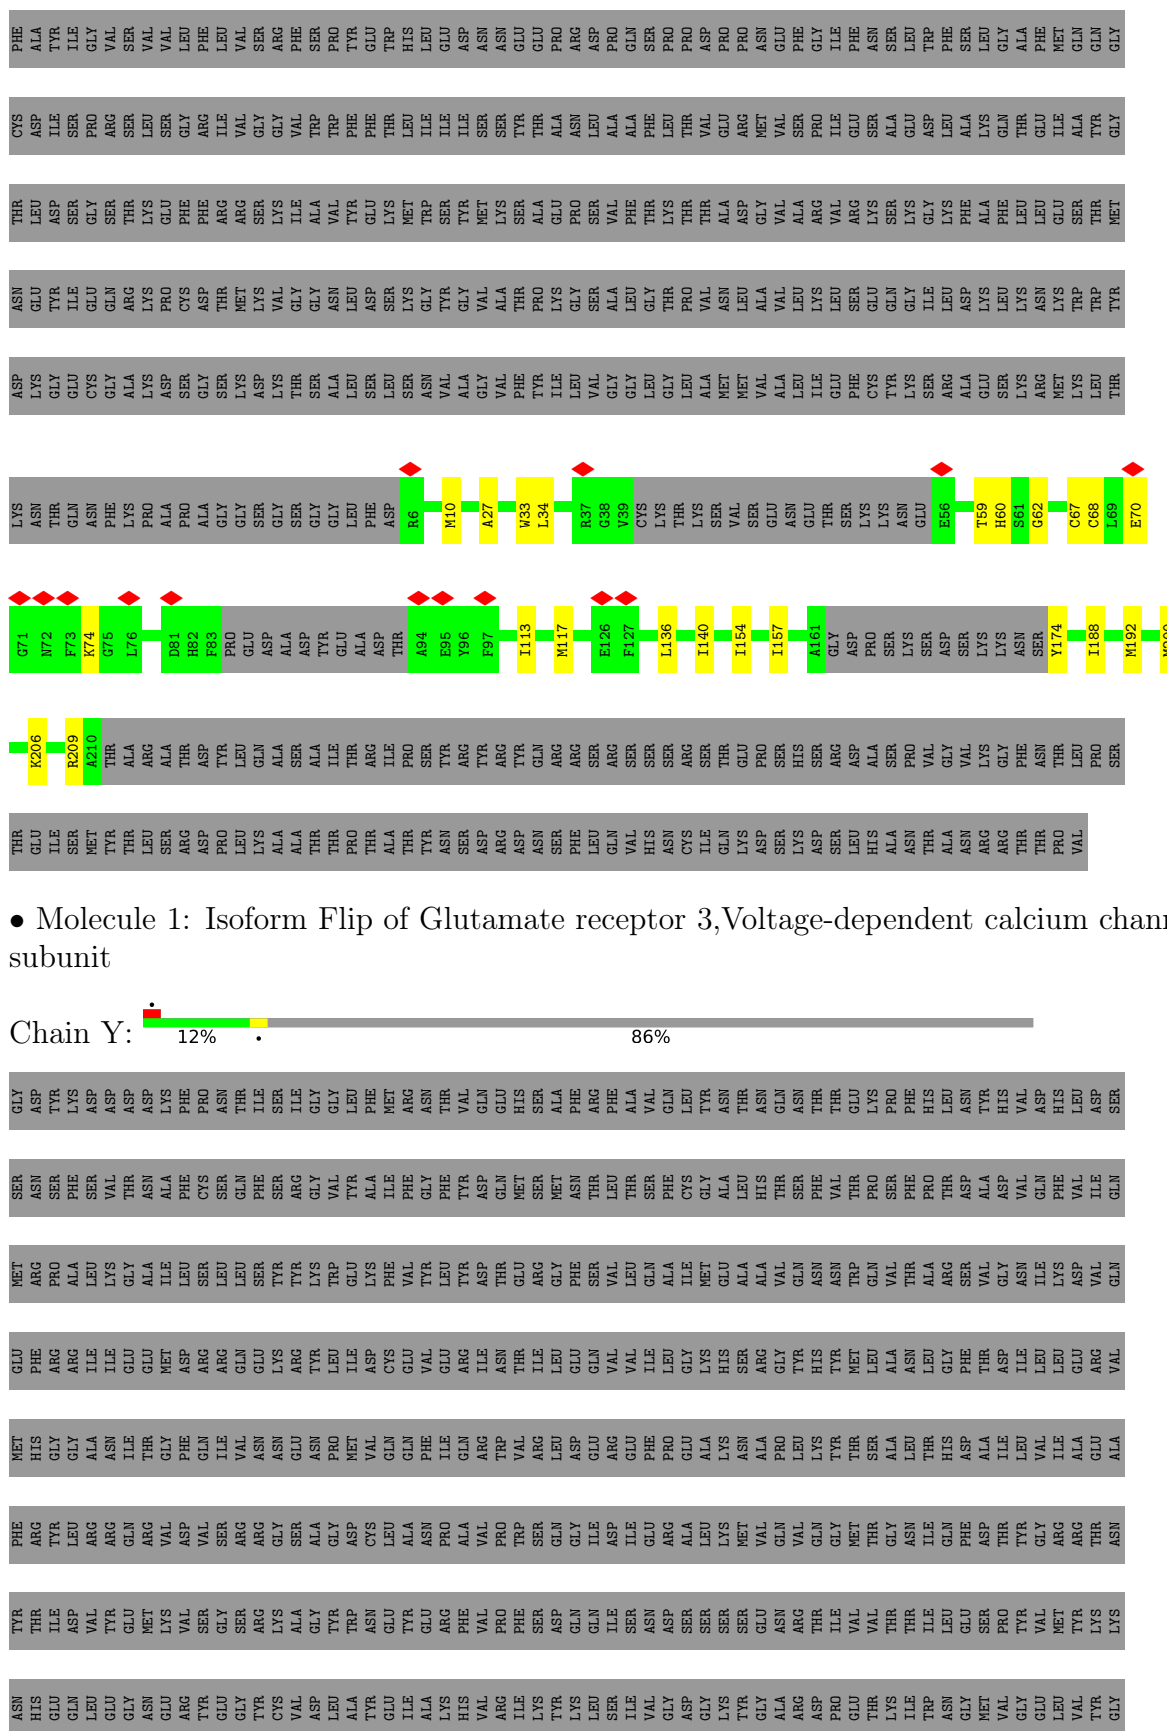 PHE ALA TYR ILE GLY VAL SER VAL VAL LEU PHE LEU VAL SER ARG PHE SER PRO TYR GLU TRP HIS LEU GLU ASP ASN ASN GLU GLU PRO ARG ASP PRO GLN SER PRO PRO ASP PRO PRO ASN GLU PHE GLY ILE PHE ASN SER LEU TRP PHE SER LEU GLY ALA PHE MET GLN GLN GLY
CYS ASP ILE SER PRO ARG SER LEU SER GLY ARG ILE VAL GLY GLY VAL TRP TRP PHE PHE THR LEU ILE ILE ILE SER SER TYR THR ALA ASN LEU ALA ALA PHE LEU THR VAL GLU ARG MET VAL SER PRO ILE GLU SER ALA GLU ASP LEU ALA LYS GLN THR GLU ILE ALA TYR GLY
THR LEU ASP SER GLY SER THR LYS GLU PHE PHE ARG ARG SER LYS ILE ALA VAL TYR GLU LYS MET TRP SER TYR MET LYS SER ALA GLU PRO SER VAL PHE THR LYS THR THR ALA ASP GLY VAL ALA ARG VAL ARG LYS SER LYS GLY LYS PHE ALA PHE LEU LEU GLU SER THR MET
ASN GLU TYR ILE GLU GLN ARG LYS PRO CYS ASP THR MET LYS VAL GLY GLY ASN LEU ASP SER LYS GLY TYR GLY VAL ALA THR PRO LYS GLY SER ALA LEU GLY THR PRO VAL ASN LEU ALA VAL LEU LYS LEU SER GLU GLN GLY ILE LEU ASP LYS LEU LYS ASN LYS TRP TRP TYR
ASP LYS GLY GLU CYS GLY ALA LYS ASP SER GLY SER LYS ASP LYS THR SER ALA LEU SER LEU SER ASN VAL ALA GLY VAL PHE TYR ILE LEU VAL GLY GLY LEU GLY LEU ALA MET MET VAL ALA LEU ILE GLU PHE CYS TYR LYS SER ARG ALA GLU SER LYS ARG MET LYS LEU THR
LYS ASN THR GLN ASN PHE LYS PRO ALA PRO ALA GLY GLY SER GLY SER GLY GLY LEU PHE ASP R6 M10 A27 W33 L34 R37 G38 V39 CYS LYS THR LYS SER VAL SER GLU ASN GLU THR SER LYS LYS ASN GLU E56 T59 H60 S61 G62 C67 C68 L69 E70
G71 N72 F73 K74 G75 L76 D81 H82 F83 PRO GLU ASP ALA ASP TYR GLU ALA ASP THR A94 E95 Y96 F97 I113 M117 E126 F127 L136 I140 I154 I157 A161 GLY ASP PRO SER LYS SER ASP SER LYS LYS ASN SER Y174 I188 M192
K206 R209 A210 THR ALA ARG ALA THR ASP TYR LEU GLN ALA SER ALA ILE THR ARG ILE PRO SER TYR ARG TYR ARG TYR GLN ARG ARG SER ARG SER SER SER ARG SER THR GLU PRO SER HIS SER ARG ASP ALA SER PRO VAL GLY VAL LYS GLY PHE ASN THR LEU PRO SER
THR GLU ILE SER MET TYR THR LEU SER ARG ASP PRO LEU LYS ALA ALA THR THR PRO THR ALA THR TYR ASN SER ASP ARG ASP ASN SER PHE LEU GLN VAL HIS ASN CYS ILE GLN LYS ASP SER LYS ASP SER LEU HIS ALA ASN THR ALA ASN ARG ARG THR THR PRO VAL
• Molecule 1: Isoform Flip of Glutamate receptor 3,Voltage-dependent calcium chann
subunit
Chain Y: 12% 86%
GLY ASP TYR LYS ASP ASP ASP ASP LYS PHE PRO ASN THR ILE SER ILE GLY GLY LEU PHE MET ARG ASN THR VAL GLN GLU HIS SER ALA PHE ARG PHE ALA VAL GLN LEU TYR ASN THR ASN GLN ASN THR THR GLU LYS PRO PHE HIS LEU ASN TYR HIS VAL ASP HIS LEU ASP SER
SER ASN SER PHE SER VAL THR ASN ALA PHE CYS SER GLN PHE SER ARG GLY VAL TYR ALA ILE PHE GLY PHE TYR ASP GLN MET SER MET ASN THR LEU THR SER PHE CYS GLY ALA LEU HIS THR SER PHE VAL THR PRO SER PHE PRO THR ASP ALA ASP VAL GLN PHE VAL ILE GLN
MET ARG PRO ALA LEU LYS GLY ALA ILE LEU SER LEU LEU SER TYR TYR LYS TRP GLU LYS PHE VAL TYR LEU TYR ASP THR GLU ARG GLY PHE SER VAL LEU GLN ALA ILE MET GLU ALA ALA VAL GLN ASN ASN TRP GLN VAL THR ALA ARG SER VAL GLY ASN ILE LYS ASP VAL GLN
GLU PHE ARG ARG ILE ILE GLU GLU MET ASP ARG ARG GLN GLU LYS ARG TYR LEU ILE ASP CYS GLU VAL GLU ARG ILE ASN THR ILE LEU GLU GLN VAL VAL ILE LEU GLY LYS HIS SER ARG GLY TYR HIS TYR MET LEU ALA ASN LEU GLY PHE THR ASP ILE LEU LEU GLU ARG VAL
MET HIS GLY GLY ALA ASN ILE THR GLY PHE GLN ILE VAL ASN ASN GLU ASN PRO MET VAL GLN GLN PHE ILE GLN ARG TRP VAL ARG LEU ASP GLU ARG GLU PHE PRO GLU ALA LYS ASN ALA PRO LEU LYS TYR THR SER ALA LEU THR HIS ASP ALA ILE LEU VAL ILE ALA GLU ALA
PHE ARG TYR LEU ARG ARG GLN ARG VAL ASP VAL SER ARG ARG GLY SER ALA GLY ASP CYS LEU ALA ASN PRO ALA VAL PRO TRP SER GLN GLY ILE ASP ILE GLU ARG ALA LEU LYS MET VAL GLN VAL GLN GLY MET THR GLY ASN ILE GLN PHE ASP THR TYR GLY ARG ARG THR ASN
TYR THR ILE ASP VAL TYR GLU MET LYS VAL SER GLY SER ARG LYS ALA GLY TYR TRP ASN GLU TYR GLU ARG PHE VAL PRO PHE SER ASP GLN GLN ILE SER ASN ASP SER SER SER SER GLU ASN ARG THR ILE VAL VAL THR THR ILE LEU GLU SER PRO TYR VAL MET TYR LYS LYS
ASN HIS GLU GLN LEU GLU GLY ASN GLU ARG TYR GLU GLY TYR CYS VAL ASP LEU ALA TYR GLU ILE ALA LYS HIS VAL ARG ILE LYS TYR LYS LEU SER ILE VAL GLY ASP GLY LYS TYR GLY ALA ARG ASP PRO GLU THR LYS ILE TRP ASN GLY MET VAL GLY GLU LEU VAL TYR GLY